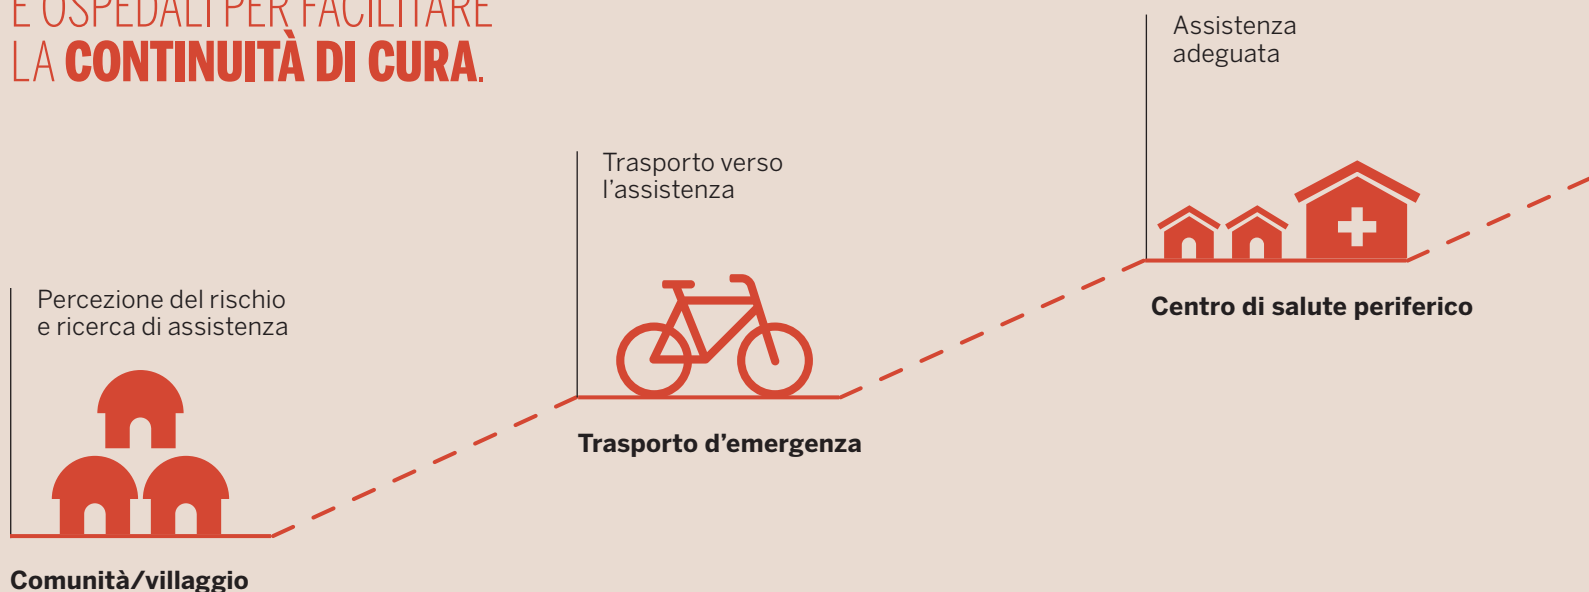 E OSPEDALI PER FACILITARE
LA CONTINUITÀ DI CURA.
Assistenza
adeguata
Trasporto verso
l'assistenza
Percezione del rischio
e ricerca di assistenza
Centro di salute periferico
Trasporto d'emergenza
Comunità/villaggio